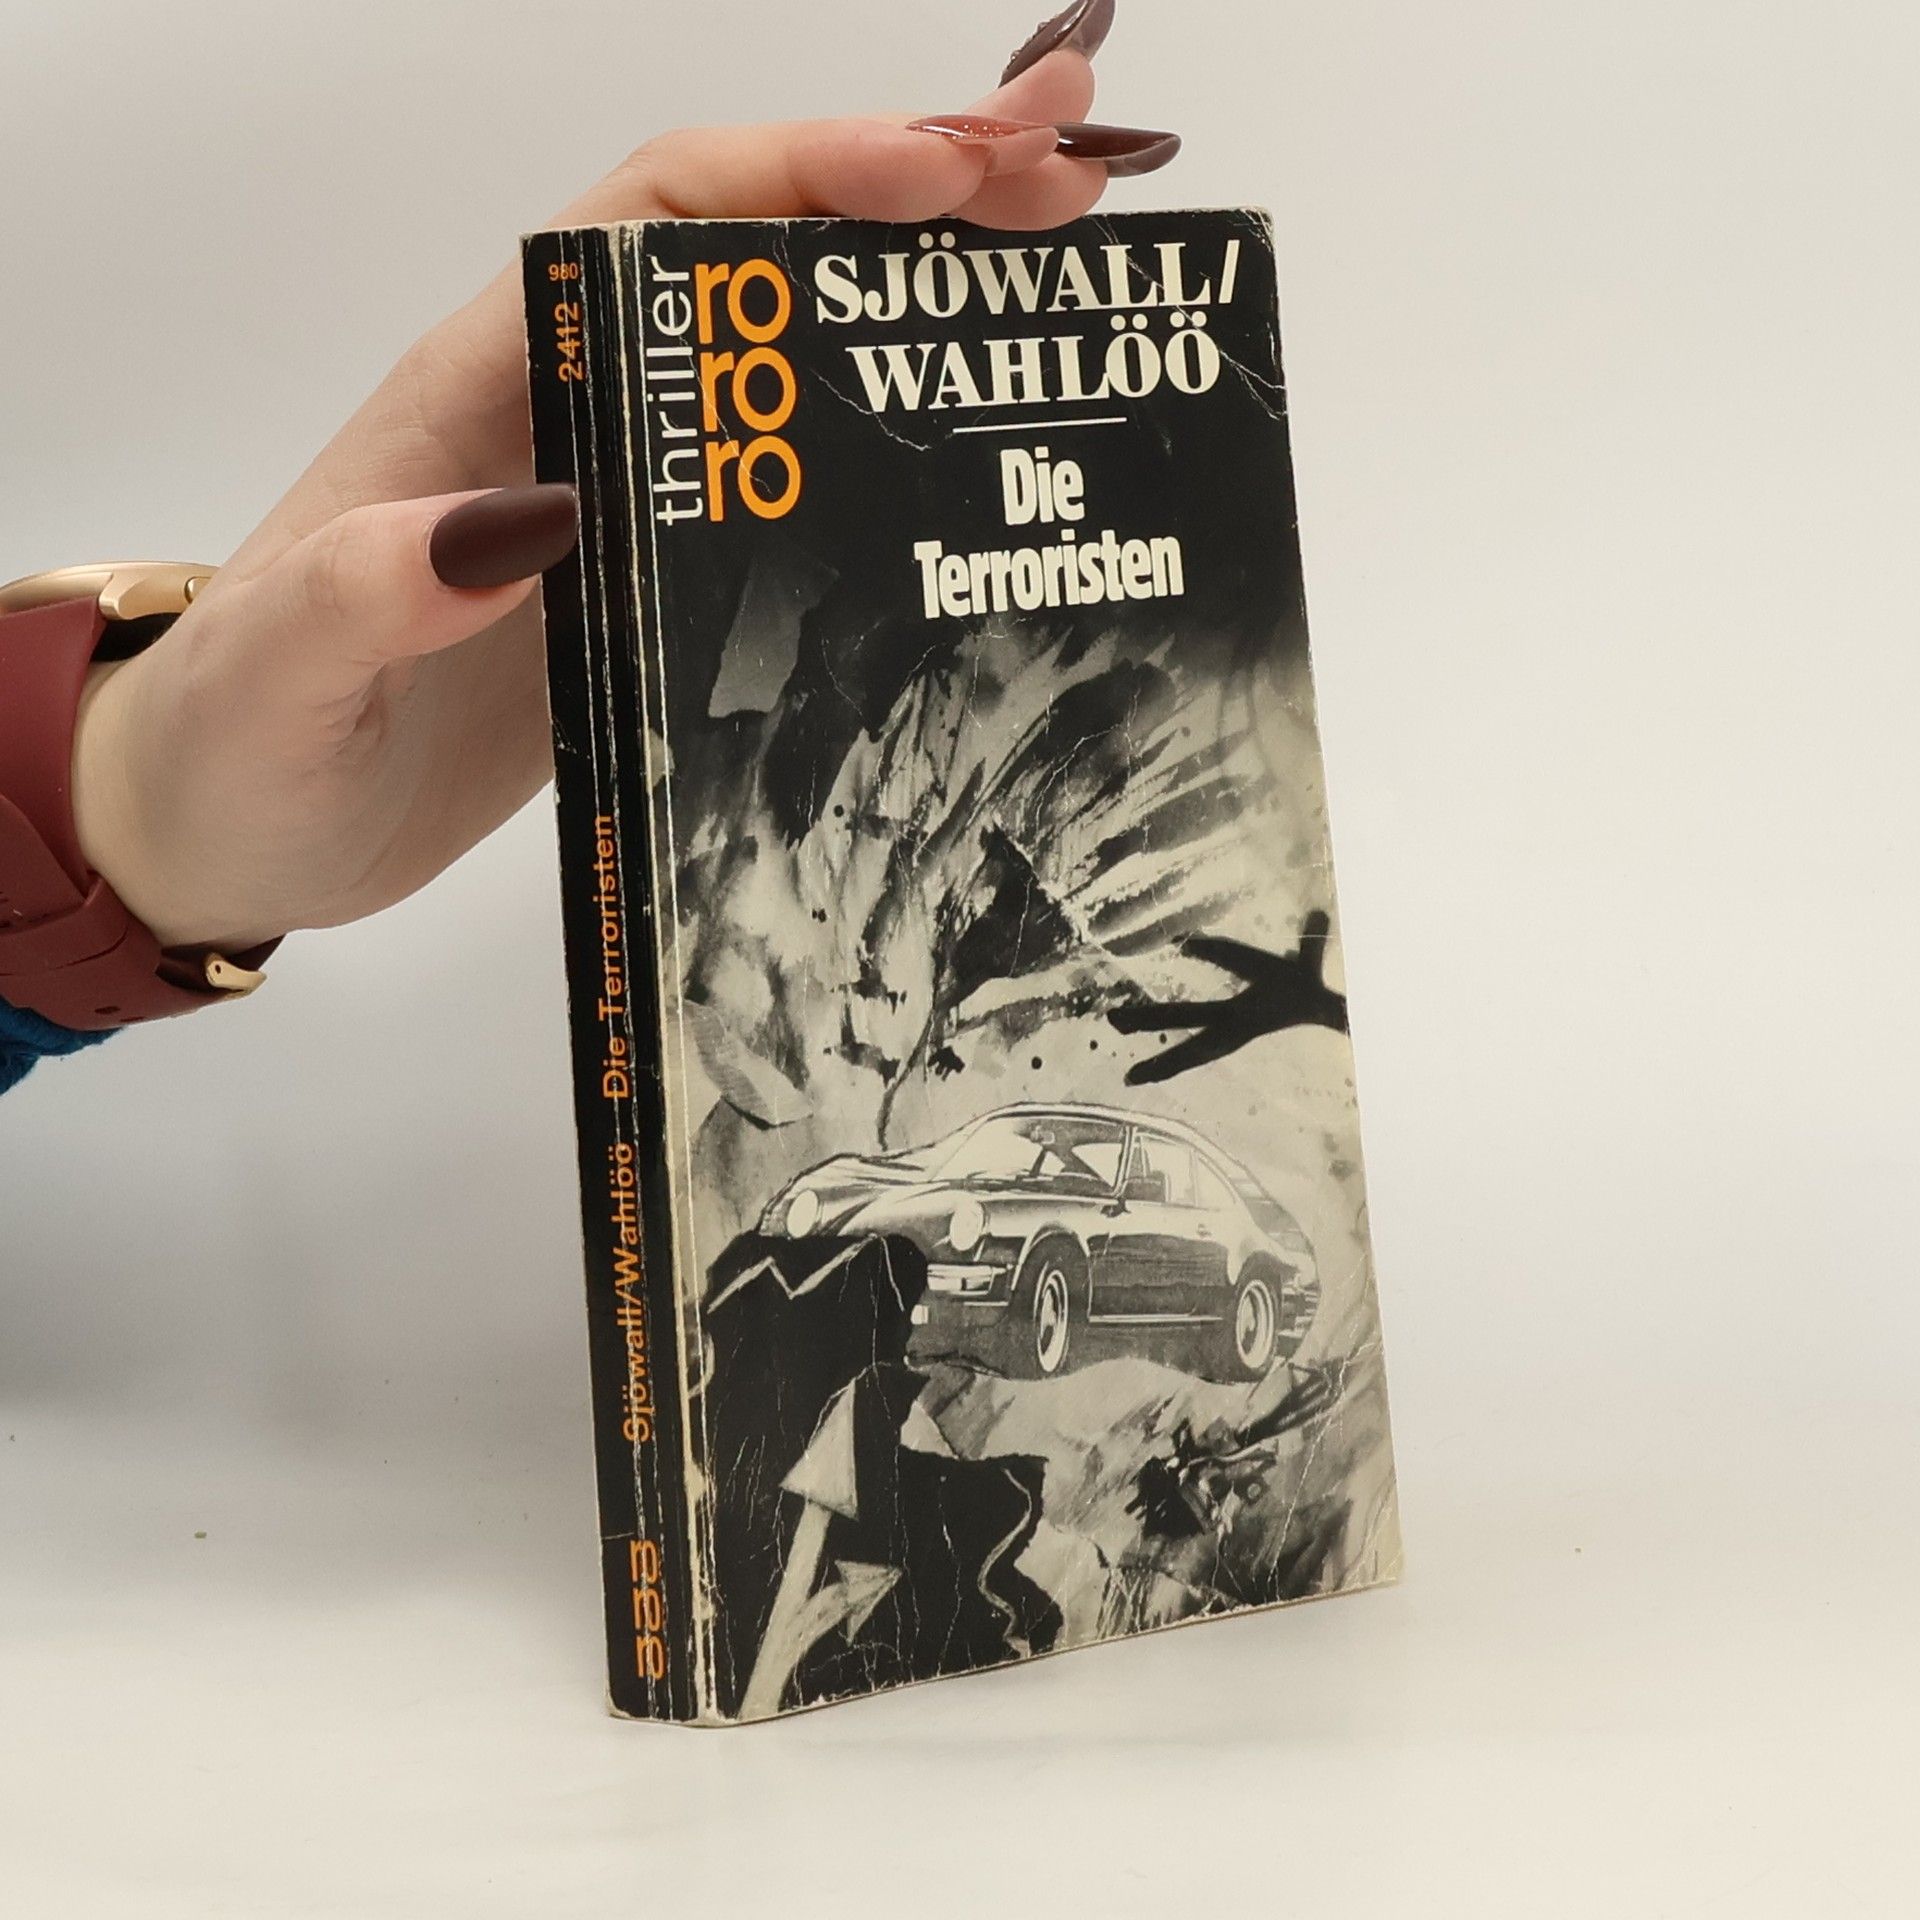 980
2412
Sjöwall/Wahlöö Die Terroristen
thriller
ro
ro
ro
SJÖWALL/
WAHLÖÖ
Die
Terroristen